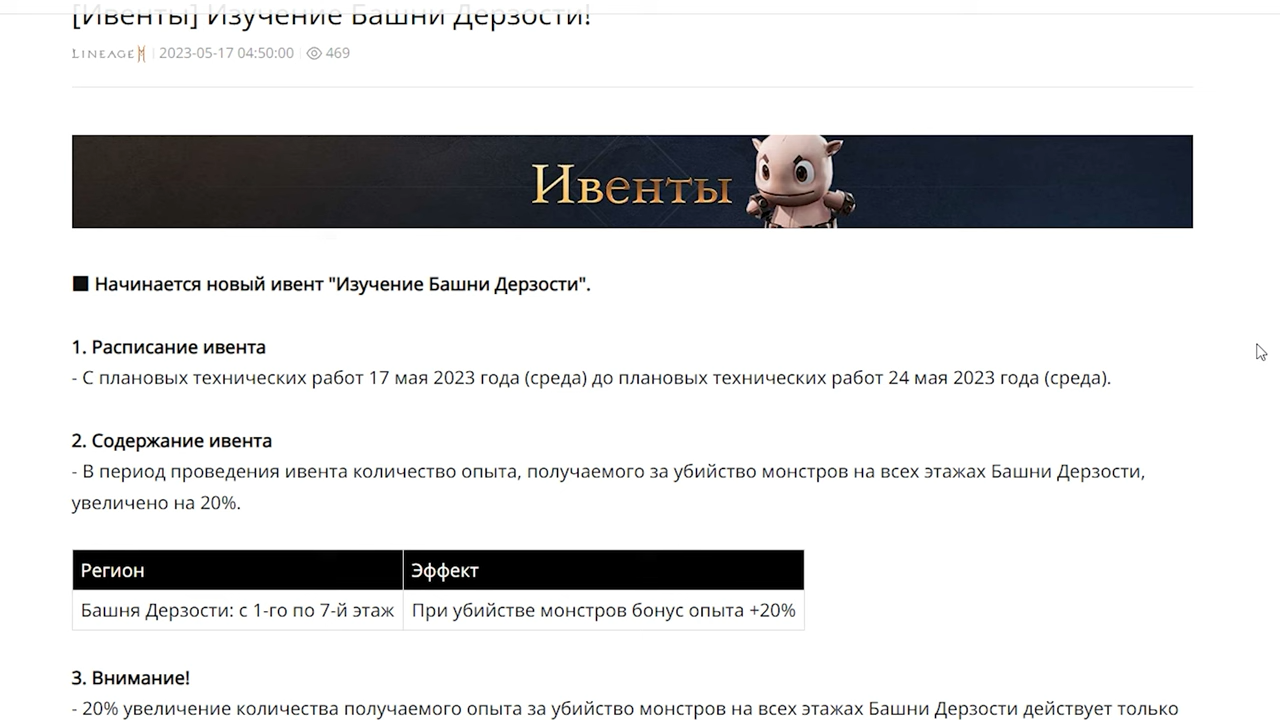 [Ивенты] Изучение Башни Дерзости!
LINEAGE M 2023-05-17 04:50:00 469
Ивенты
Начинается новый ивент "Изучение Башни Дерзости".
1. Расписание ивента
- С плановых технических работ 17 мая 2023 года (среда) до плановых технических работ 24 мая 2023 года (среда).
2. Содержание ивента
- В период проведения ивента количество опыта, получаемого за убийство монстров на всех этажах Башни Дерзости,
увеличено на 20%.
Регион Эффект
Башня Дерзости: с 1-го по 7-й этаж При убийстве монстров бонус опыта +20%
3. Внимание!
- 20% увеличение количества получаемого опыта за убийство монстров на всех этажах Башни Дерзости действует только